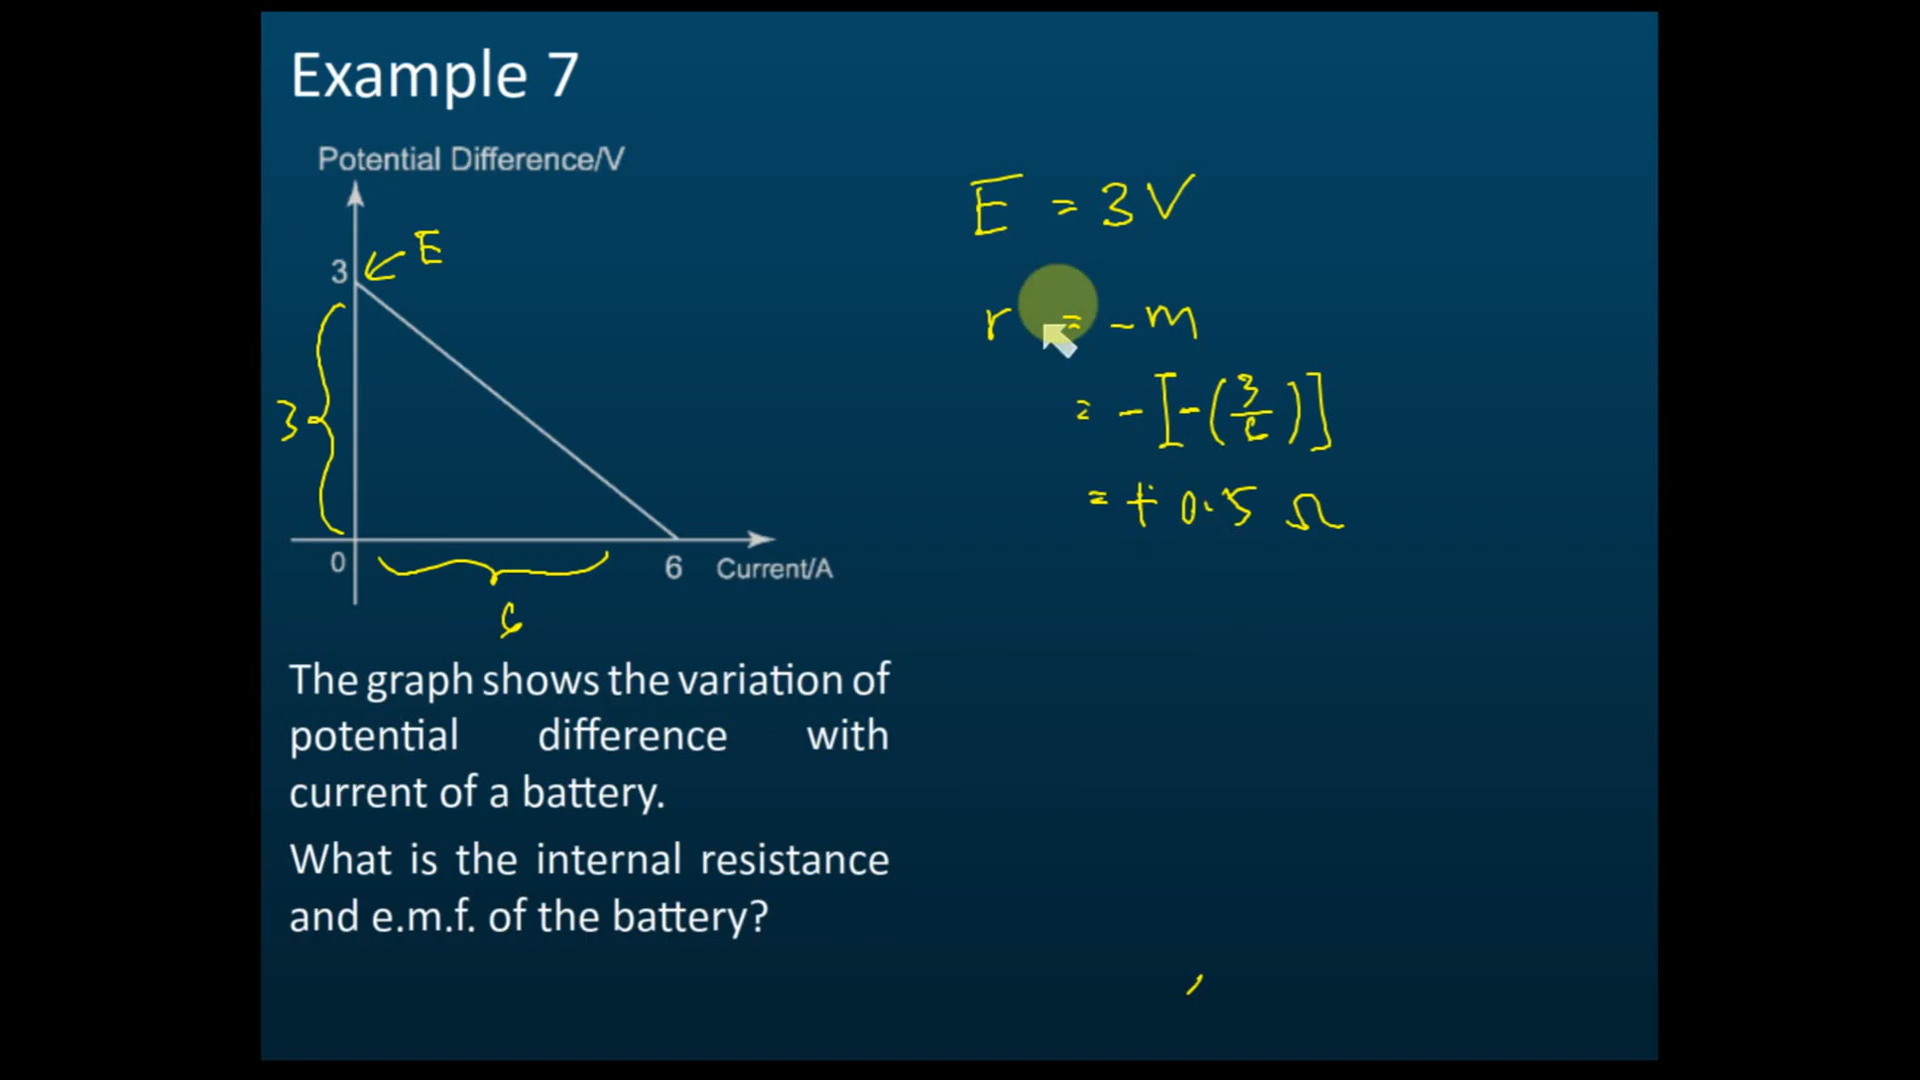 Example 7
Potential Difference/V
E
3
3
0
6
Current/A
6
The graph shows the variation of
potential difference with
current of a battery.
What is the internal resistance
and e.m.f. of the battery?
E = 3V
r = -m
= -[-(3/6)]
= +0.5 Ω